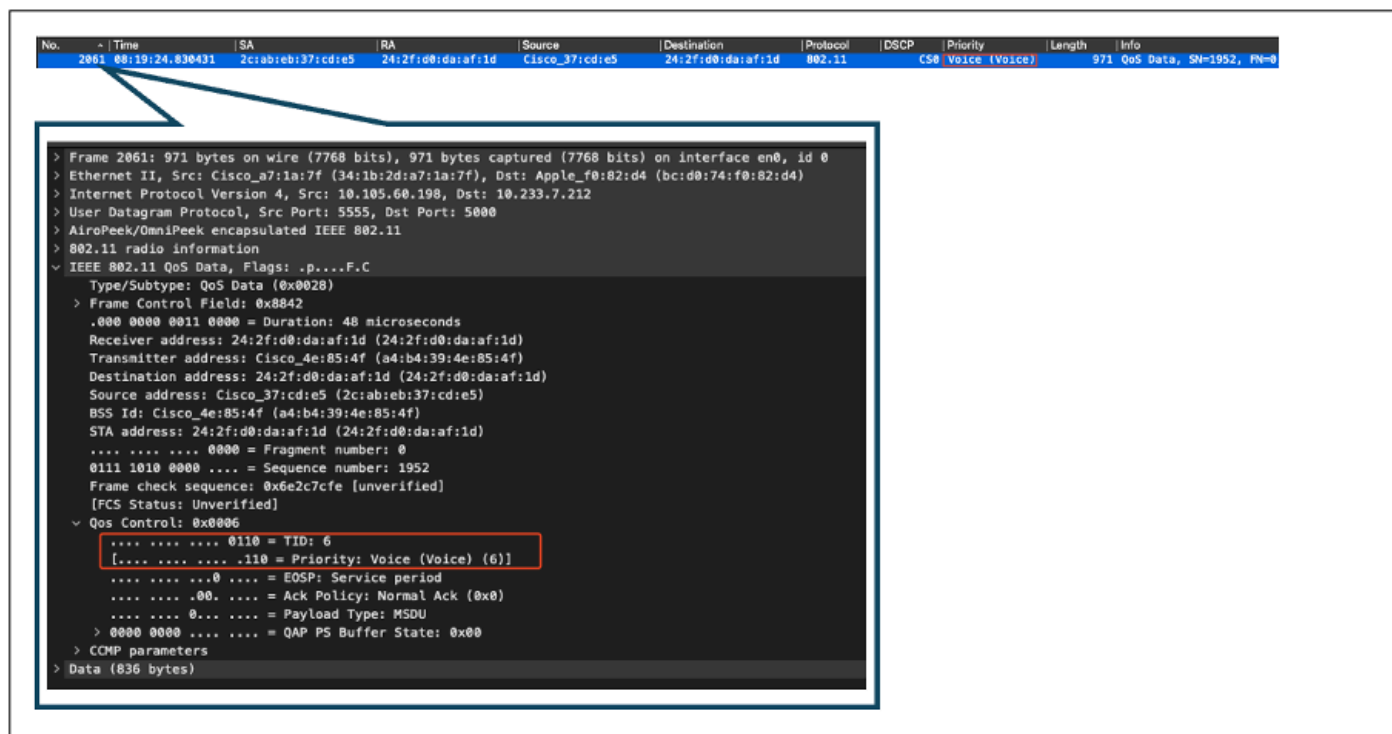 No. Time SA RA Source Destination Protocol DSCP Priority Length Info
2061 08:19:24.830431 2c:ab:eb:37:cd:e5 24:2f:d0:da:af:1d Cisco_37:cd:e5 24:2f:d0:da:af:1d 802.11 CS0 Voice (Voice) 971 QoS Data, SN=1952, FN=0
> Frame 2061: 971 bytes on wire (7768 bits), 971 bytes captured (7768 bits) on interface en0, id 0
> Ethernet II, Src: Cisco_a7:1a:7f (34:1b:2d:a7:1a:7f), Dst: Apple_f0:82:d4 (bc:d0:74:f0:82:d4)
> Internet Protocol Version 4, Src: 10.105.60.198, Dst: 10.233.7.212
> User Datagram Protocol, Src Port: 5555, Dst Port: 5000
> AiroPeek/OmniPeek encapsulated IEEE 802.11
> 802.11 radio information
IEEE 802.11 QoS Data, Flags: .p....F.C
Type/Subtype: QoS Data (0x0028)
> Frame Control Field: 0x8842
.000 0000 0011 0000 = Duration: 48 microseconds
Receiver address: 24:2f:d0:da:af:1d (24:2f:d0:da:af:1d)
Transmitter address: Cisco_4e:85:4f (a4:b4:39:4e:85:4f)
Destination address: 24:2f:d0:da:af:1d (24:2f:d0:da:af:1d)
Source address: Cisco_37:cd:e5 (2c:ab:eb:37:cd:e5)
BSS Id: Cisco_4e:85:4f (a4:b4:39:4e:85:4f)
STA address: 24:2f:d0:da:af:1d (24:2f:d0:da:af:1d)
.... .... .... 0000 = Fragment number: 0
0111 1010 0000 .... = Sequence number: 1952
Frame check sequence: 0x6e2c7cfe [unverified]
[FCS Status: Unverified]
Qos Control: 0x0006
.... .... .... 0110 = TID: 6
[.... .... .... .110 = Priority: Voice (Voice) (6)]
.... .... ...0 .... = EOSP: Service period
.... .... .00. .... = Ack Policy: Normal Ack (0x0)
.... .... 0... .... = Payload Type: MSDU
> 0000 0000 .... .... = QAP PS Buffer State: 0x00
> CCMP parameters
> Data (836 bytes)